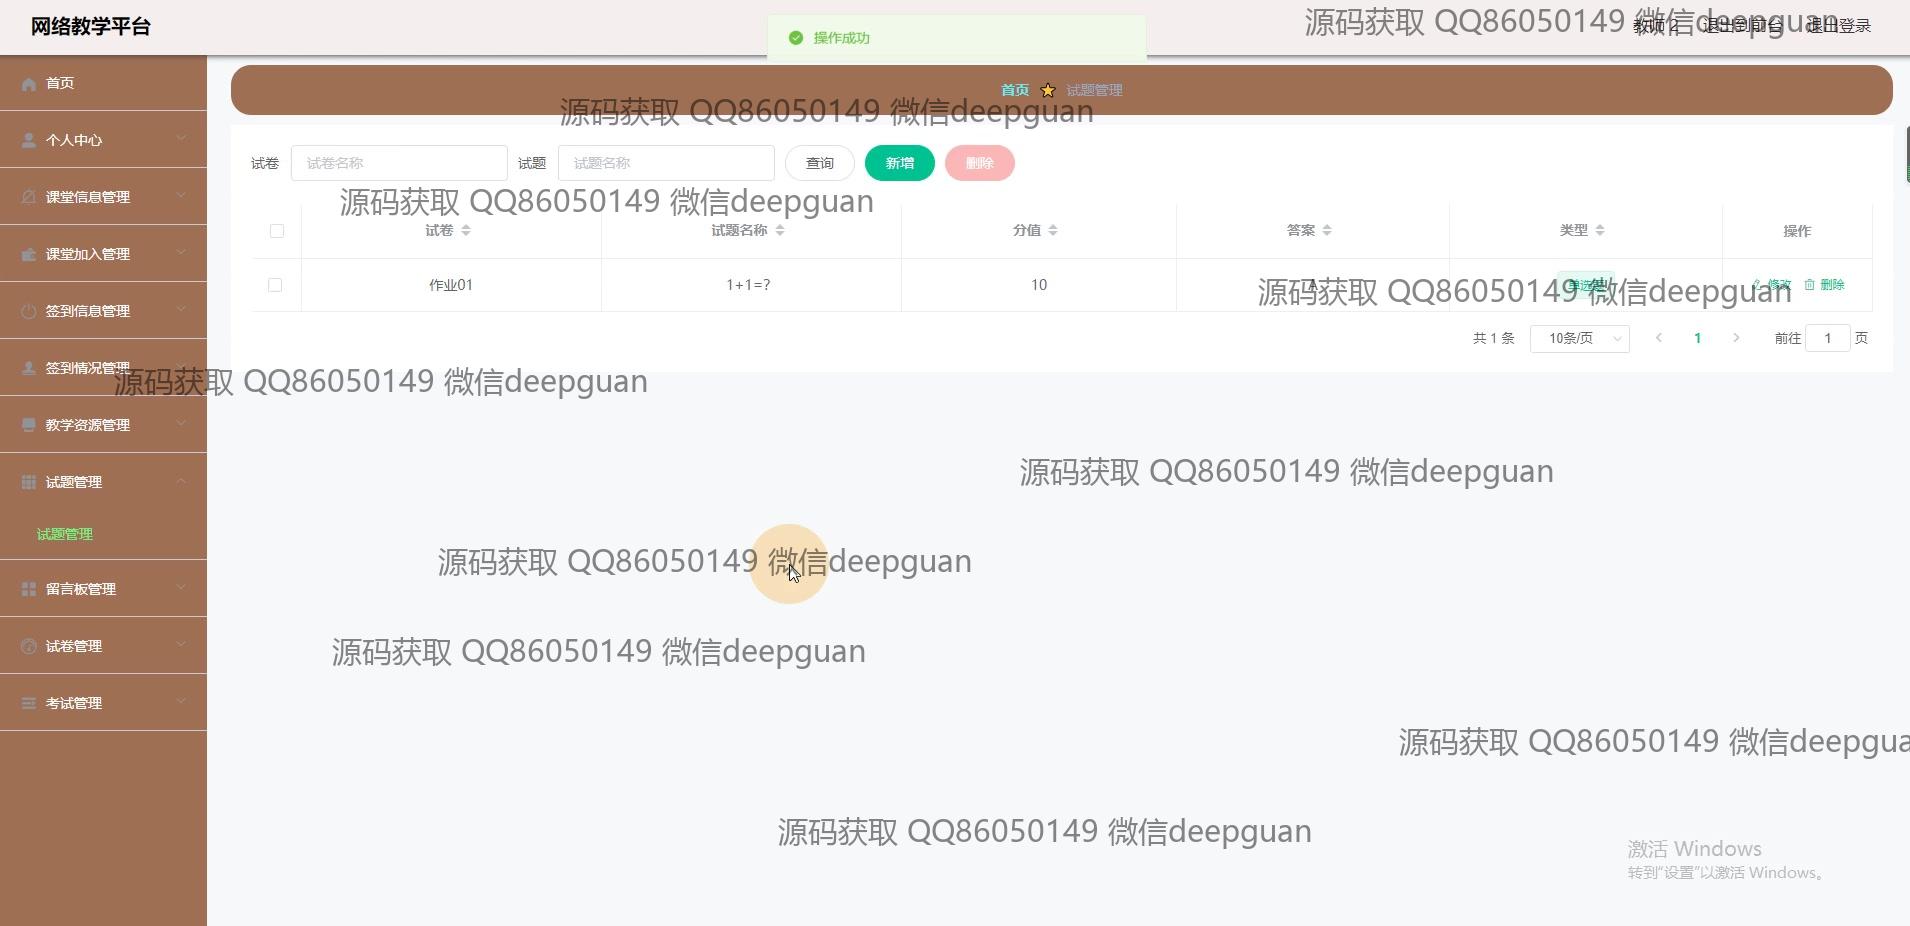 网络教学平台
操作成功
源码获取 QQ86050149 微信deepguan
教师2 退出到前台 退出登录
首页
个人中心
课堂信息管理
课堂加入管理
签到信息管理
签到情况管理
教学资源管理
试题管理
试题管理
留言板管理
试卷管理
考试管理
首页 试题管理
源码获取 QQ86050149 微信deepguan
试卷 试卷名称 试题 试题名称 查询 新增 删除
源码获取 QQ86050149 微信deepguan
试卷 试题名称 分值 答案 类型 操作
作业01 1+1=? 10 修改 删除
源码获取 QQ86050149 微信deepguan
共 1 条 10条/页 1 前往 1 页
源码获取 QQ86050149 微信deepguan
源码获取 QQ86050149 微信deepguan
源码获取 QQ86050149 微信deepguan
源码获取 QQ86050149 微信deepguan
源码获取 QQ86050149 微信deepgua
源码获取 QQ86050149 微信deepguan
激活 Windows
转到"设置"以激活 Windows。